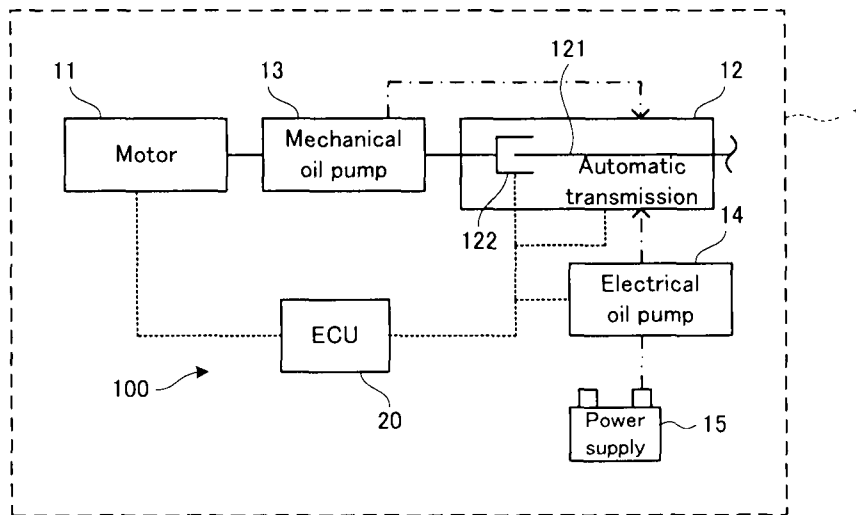 11
13
121
12
Motor
Mechanical
oil pump
Automatic
transmission
122
14
Electrical
oil pump
ECU
100
20
Power
supply
15